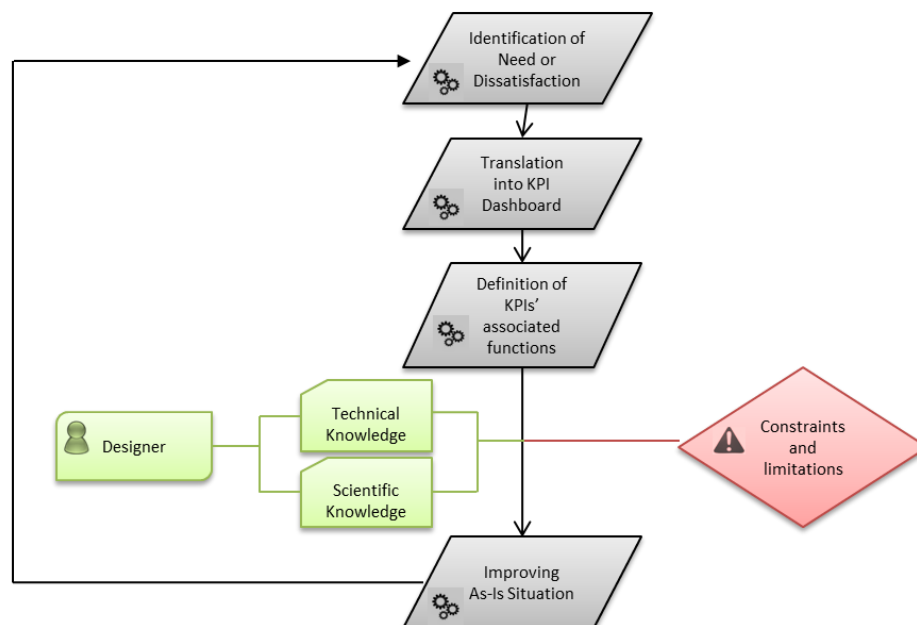 Identification of
Need or
Dissatisfaction
Translation
into KPI
Dashboard
Definition of
KPIs’
associated
functions
Designer
Technical
Knowledge
Scientific
Knowledge
Constraints
and
limitations
Improving
As-Is Situation